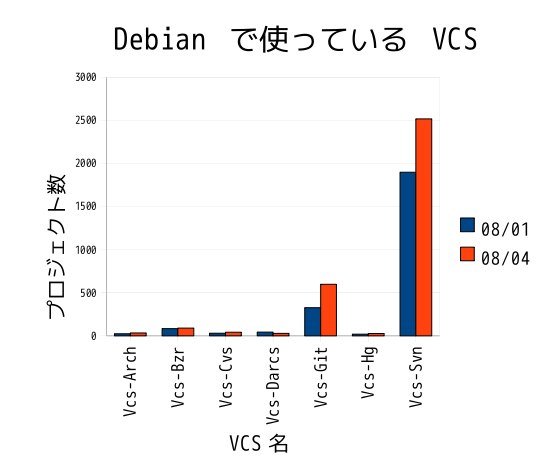 Debian で使っている VCS
プロジェクト数
3000
2500
2000
1500
1000
500
0
Vcs-Arch
Vcs-Bzr
Vcs-Cvs
Vcs-Darcs
Vcs-Git
Vcs-Hg
Vcs-Svn
VCS 名
08/01
08/04